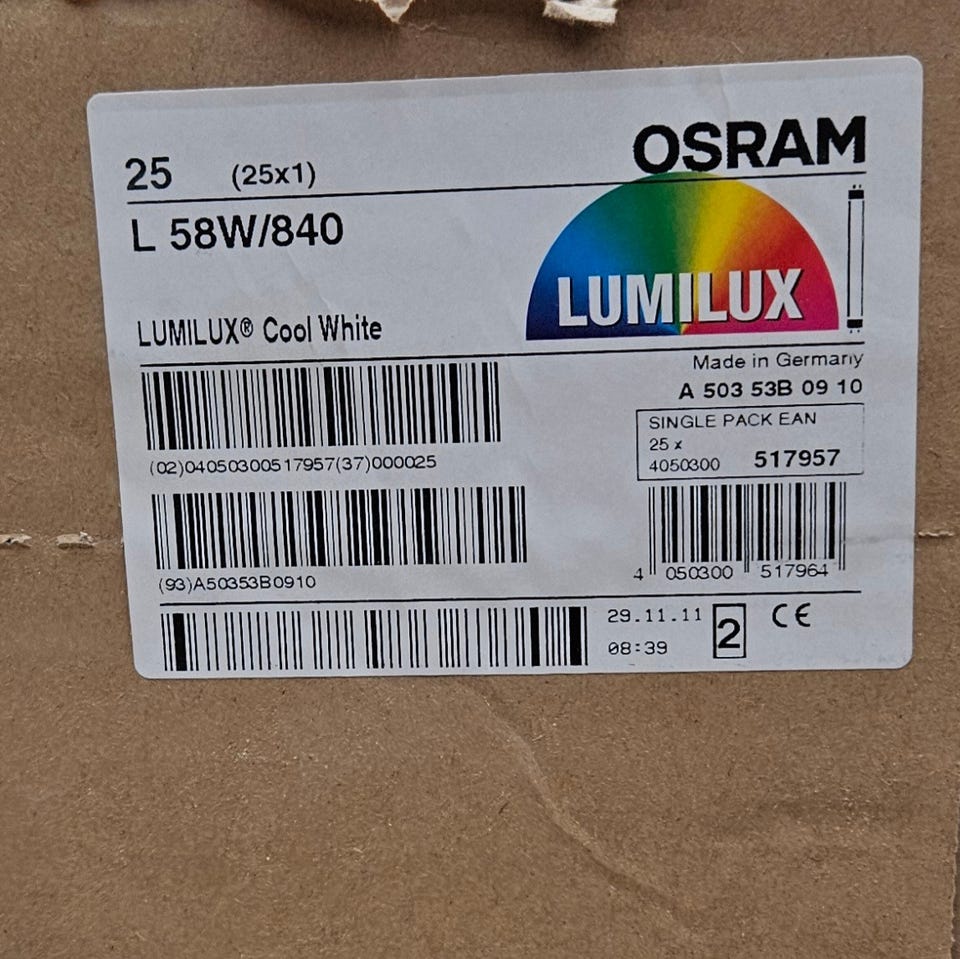 OSRAM
25 (25x1)
L 58W/840
LUMILUX
LUMILUX® Cool White
Made in Germany
A 503 53B 09 10
SINGLE PACK EAN
25 x
4050300 517957
(02)04050300517957(37)000025
(93)A50353B0910
4 050300 517964
29.11.11
08:39
2
CE